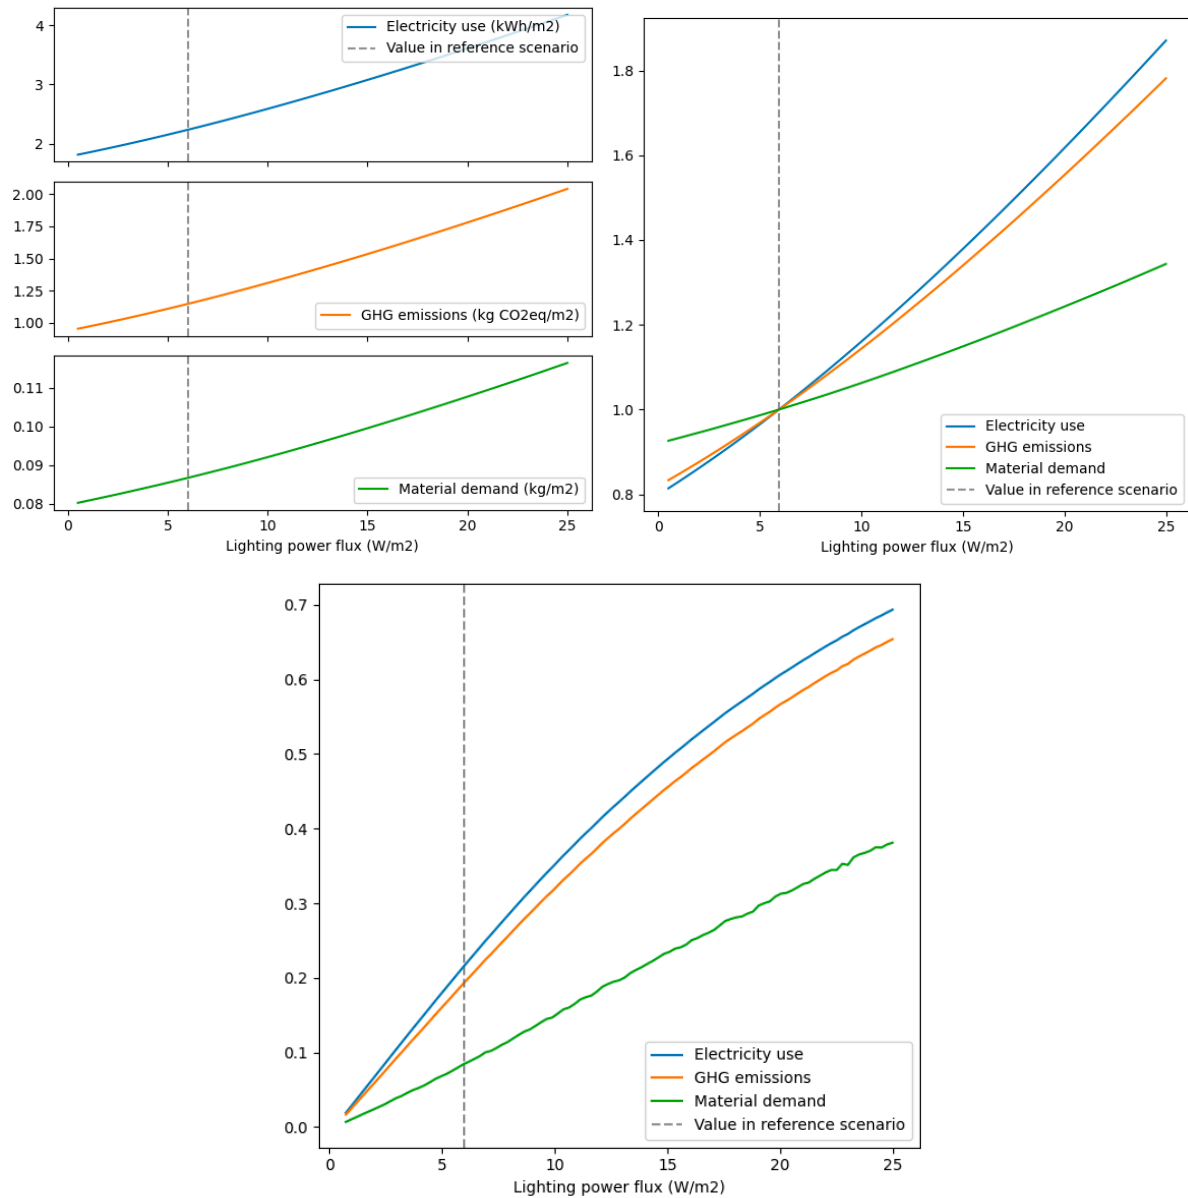 4
3
2
Electricity use (kWh/m2)
Value in reference scenario
2.00
1.75
1.50
1.25
1.00
GHG emissions (kg CO2eq/m2)
0.11
0.10
0.09
0.08
Material demand (kg/m2)
0 5 10 15 20 25
Lighting power flux (W/m2)
1.8
1.6
1.4
1.2
1.0
0.8
Electricity use
GHG emissions
Material demand
Value in reference scenario
0 5 10 15 20 25
Lighting power flux (W/m2)
0.7
0.6
0.5
0.4
0.3
0.2
0.1
0.0
Electricity use
GHG emissions
Material demand
Value in reference scenario
0 5 10 15 20 25
Lighting power flux (W/m2)